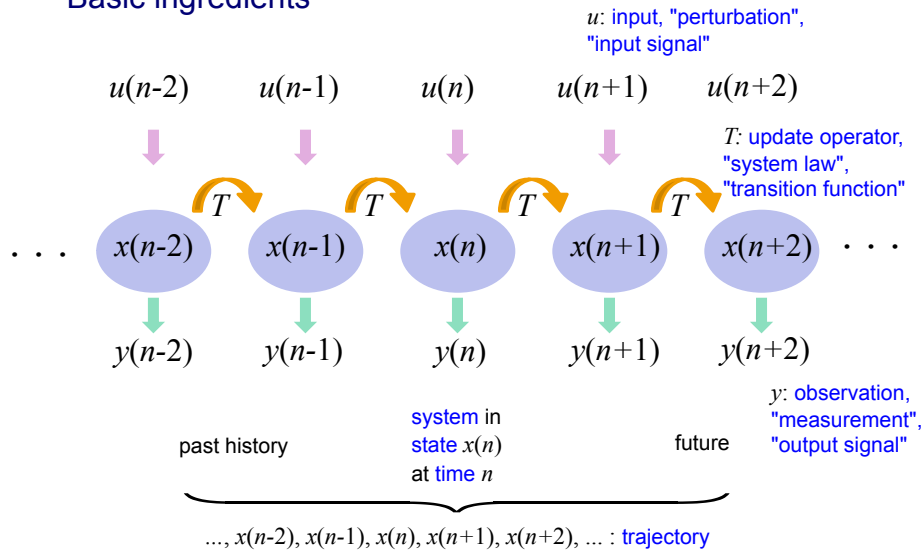 Basic ingredients
u: input, "perturbation",
"input signal"
u(n-2) u(n-1) u(n) u(n+1) u(n+2)
T: update operator,
"system law",
"transition function"
T T T T
. . . x(n-2) x(n-1) x(n) x(n+1) x(n+2) . . .
y(n-2) y(n-1) y(n) y(n+1) y(n+2)
y: observation,
"measurement",
"output signal"
system in
state x(n)
at time n
past history
future
..., x(n-2), x(n-1), x(n), x(n+1), x(n+2), ... : trajectory